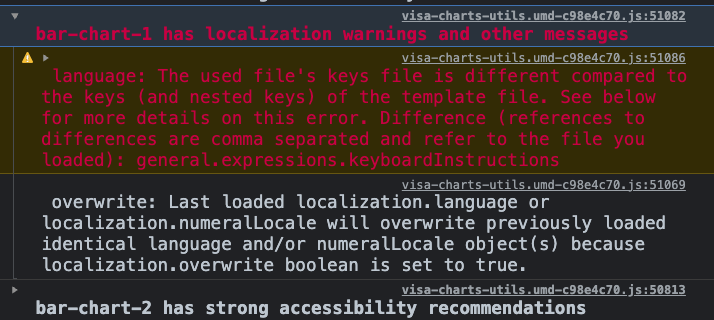 visa-charts-utils.umd-c98e4c70.js:51082
bar-chart-1 has localization warnings and other messages
visa-charts-utils.umd-c98e4c70.js:51086
language: The used file's keys file is different compared to
the keys (and nested keys) of the template file. See below
for more details on this error. Difference (references to
differences are comma separated and refer to the file you
loaded): general.expressions.keyboardInstructions
visa-charts-utils.umd-c98e4c70.js:51069
overwrite: Last loaded localization.language or
localization.numeralLocale will overwrite previously loaded
identical language and/or numeralLocale object(s) because
localization.overwrite boolean is set to true.
visa-charts-utils.umd-c98e4c70.js:50813
bar-chart-2 has strong accessibility recommendations